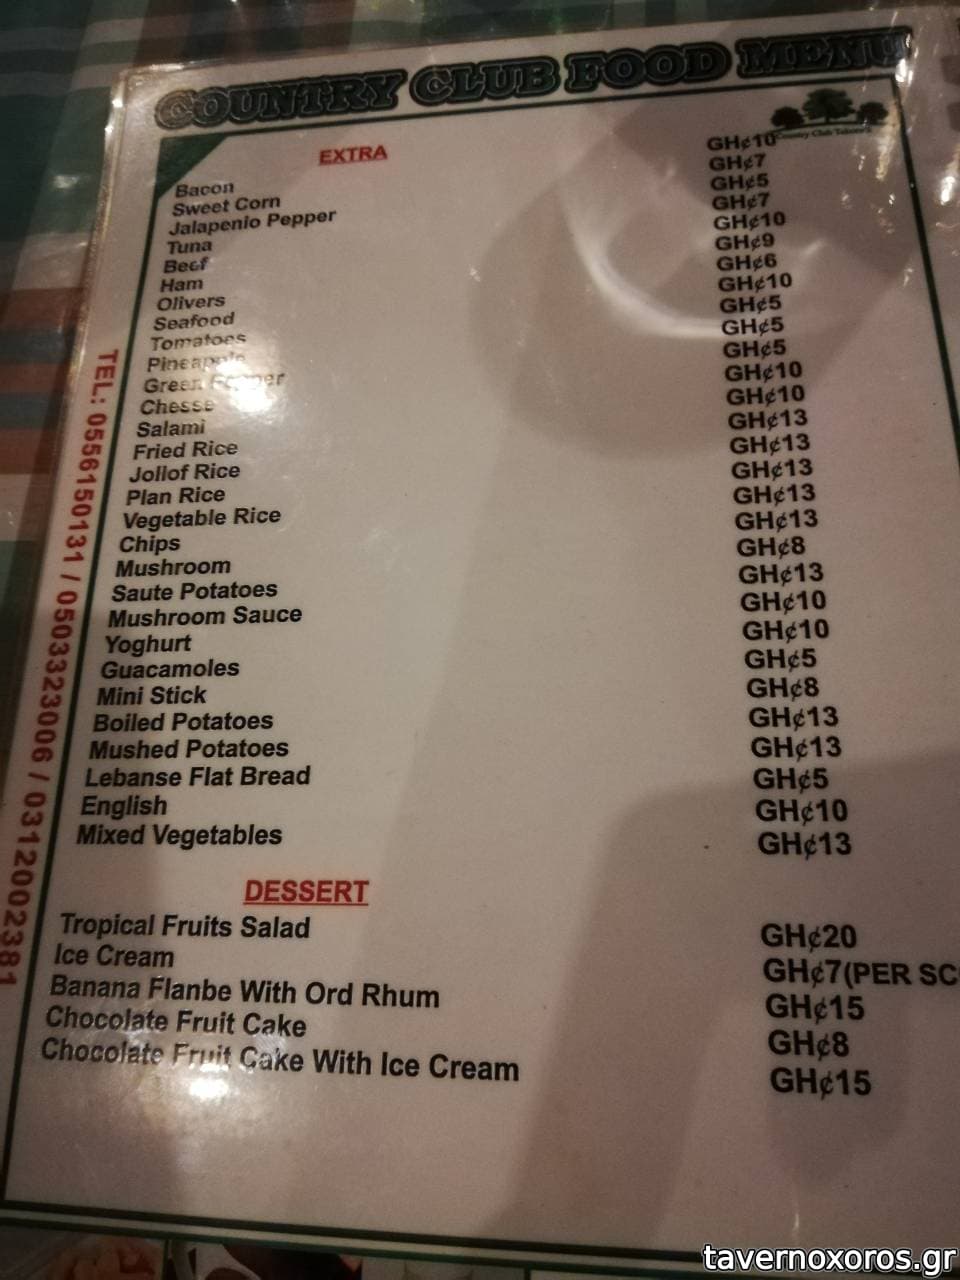 COUNTRY CLUB FOOD MENU
Country Club Takoradi
EXTRA
Bacon GH¢10
Sweet Corn GH¢7
Jalapenio Pepper GH¢5
Tuna GH¢7
Beef GH¢10
Ham GH¢9
Olivers GH¢6
Seafood GH¢10
Tomatoes GH¢5
Pineapple GH¢5
Green Pepper GH¢5
Chesse GH¢10
Salami GH¢10
Fried Rice GH¢13
Jollof Rice GH¢13
Plan Rice GH¢13
Vegetable Rice GH¢13
Chips GH¢13
Mushroom GH¢8
Saute Potatoes GH¢13
Mushroom Sauce GH¢10
Yoghurt GH¢10
Guacamoles GH¢5
Mini Stick GH¢8
Boiled Potatoes GH¢13
Mushed Potatoes GH¢13
Lebanse Flat Bread GH¢5
English GH¢10
Mixed Vegetables GH¢13
DESSERT
Tropical Fruits Salad GH¢20
Ice Cream GH¢7(PER SC
Banana Flanbe With Ord Rhum GH¢15
Chocolate Fruit Cake GH¢8
Chocolate Fruit Cake With Ice Cream GH¢15
TEL: 0556150131 / 0503323006 / 0312002381
tavernoxoros.gr